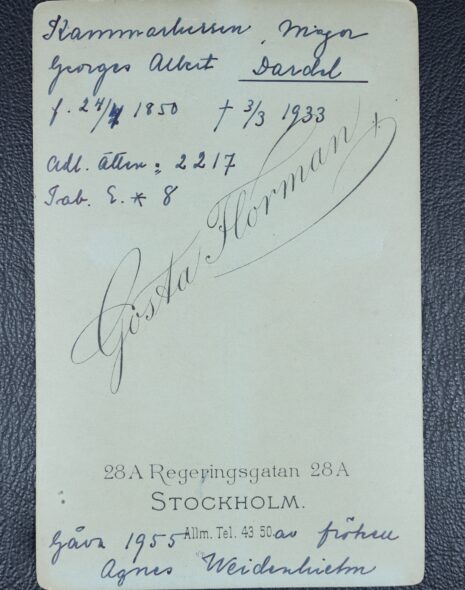 Kammarherren, Major
Georges Albert Dardel
f. 24/4 1850 † 3/3 1933
Adl. ätten: 2217
Tab. E. * 8
Gösta Florman
28A Regeringsgatan 28A
STOCKHOLM.
Allm. Tel. 43 50
Gåva 1955 av fröken
Agnes Weidenhielm